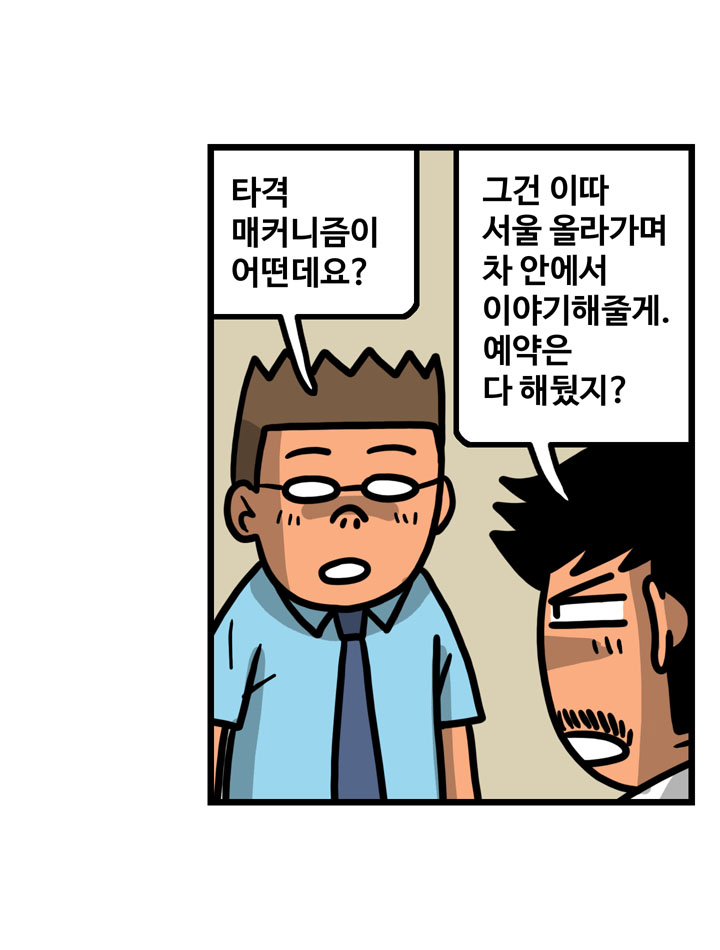 타격
매커니즘이
어떤데요?
그건 이따
서울 올라가며
차 안에서
이야기해줄게.
예약은
다 해뒀지?